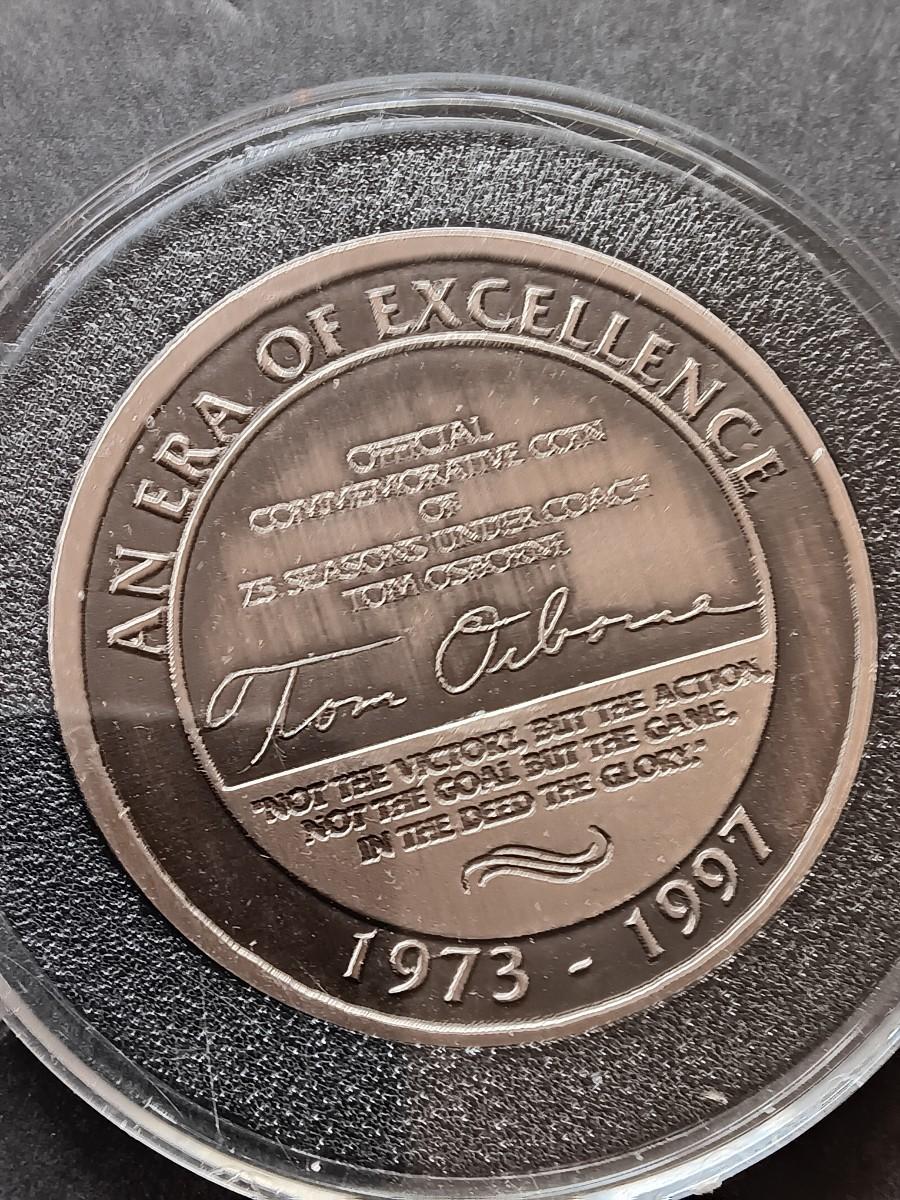 AN ERA OF EXCELLENCE
OFFICIAL
COMMEMORATIVE COIN
OF
25 SEASONS UNDER COACH
TOM OSBORNE
Tom Osborne
"NOT THE VICTORY, BUT THE ACTION,
NOT THE GOAL BUT THE GAME,
IN THE DEED THE GLORY."
1973 - 1997